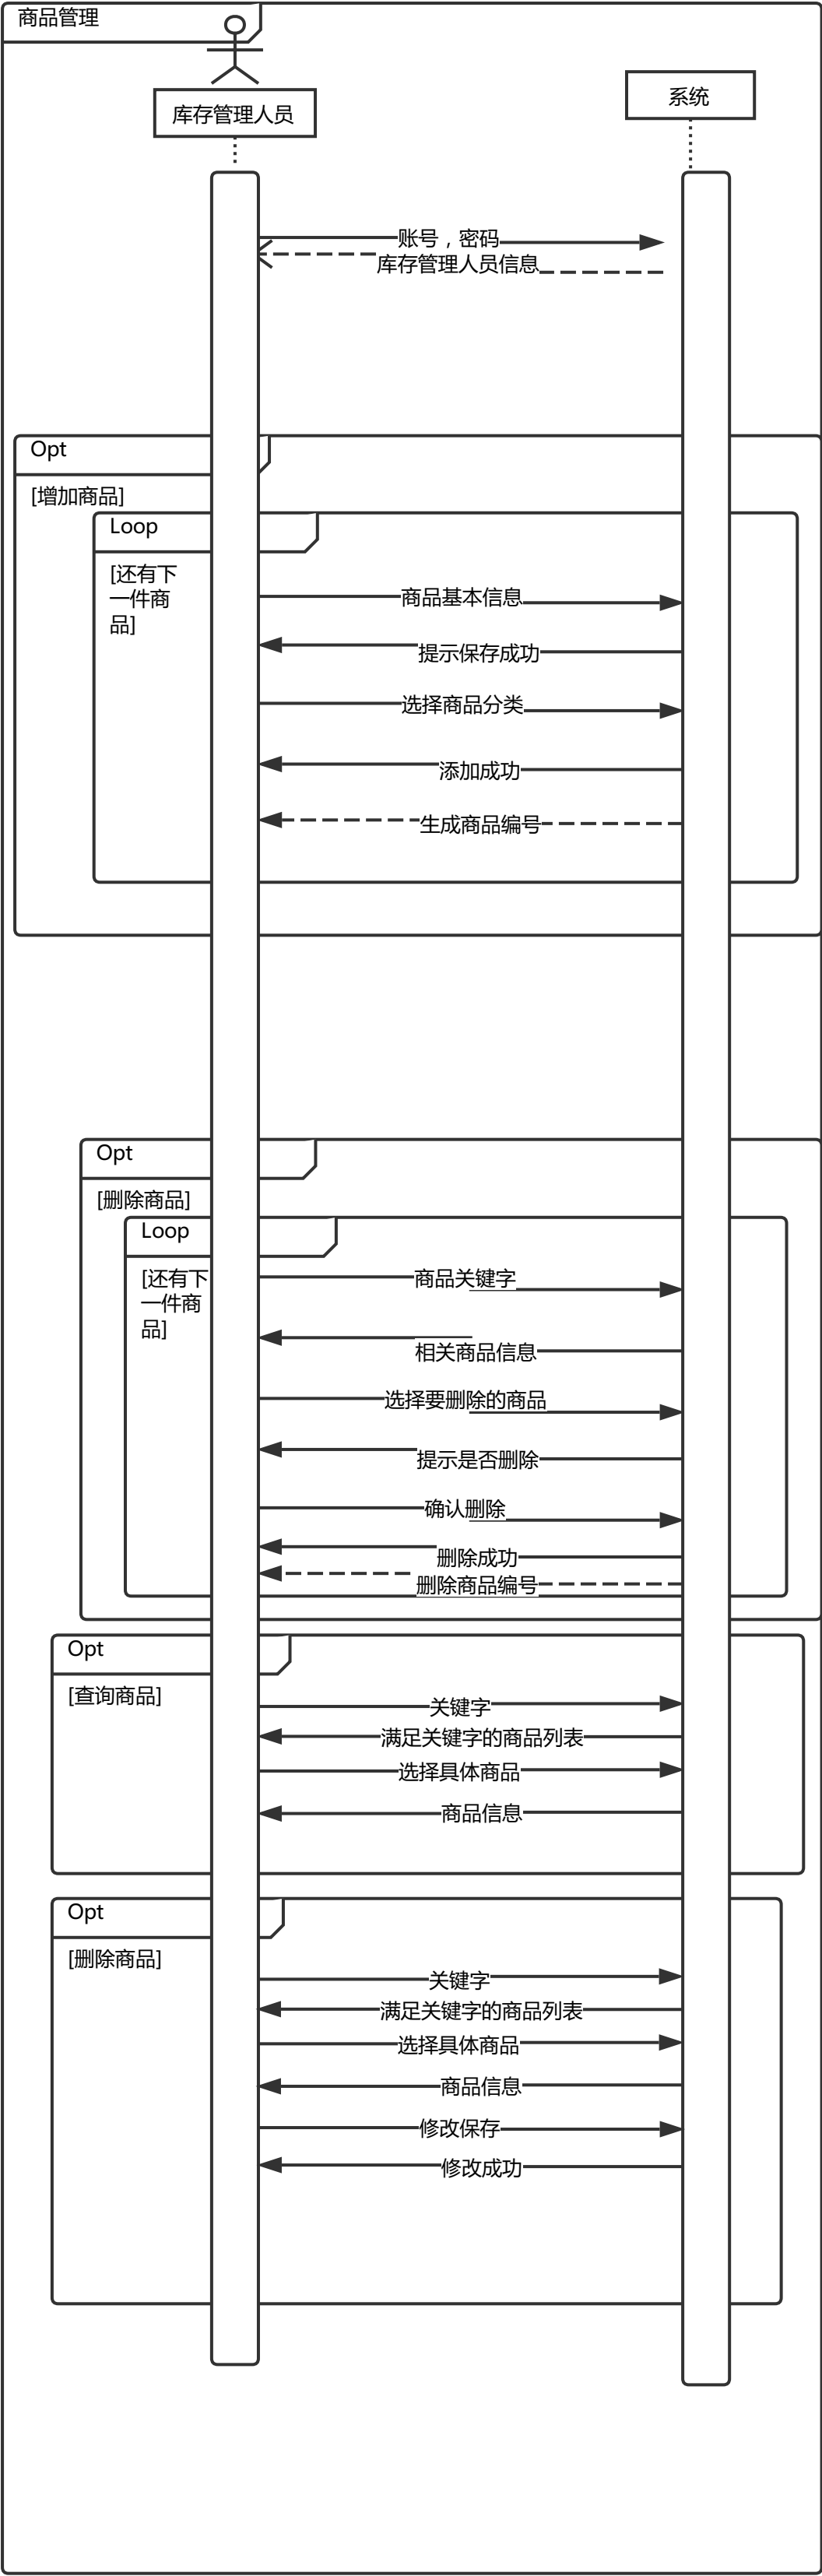 商品管理
库存管理人员
系统
账号，密码
库存管理人员信息
Opt
[增加商品]
Loop
[还有下
一件商
品]
商品基本信息
提示保存成功
选择商品分类
添加成功
生成商品编号
Opt
[删除商品]
Loop
[还有下
一件商
品]
商品关键字
相关商品信息
选择要删除的商品
提示是否删除
确认删除
删除成功
删除商品编号
Opt
[查询商品]
关键字
满足关键字的商品列表
选择具体商品
商品信息
Opt
[删除商品]
关键字
满足关键字的商品列表
选择具体商品
商品信息
修改保存
修改成功